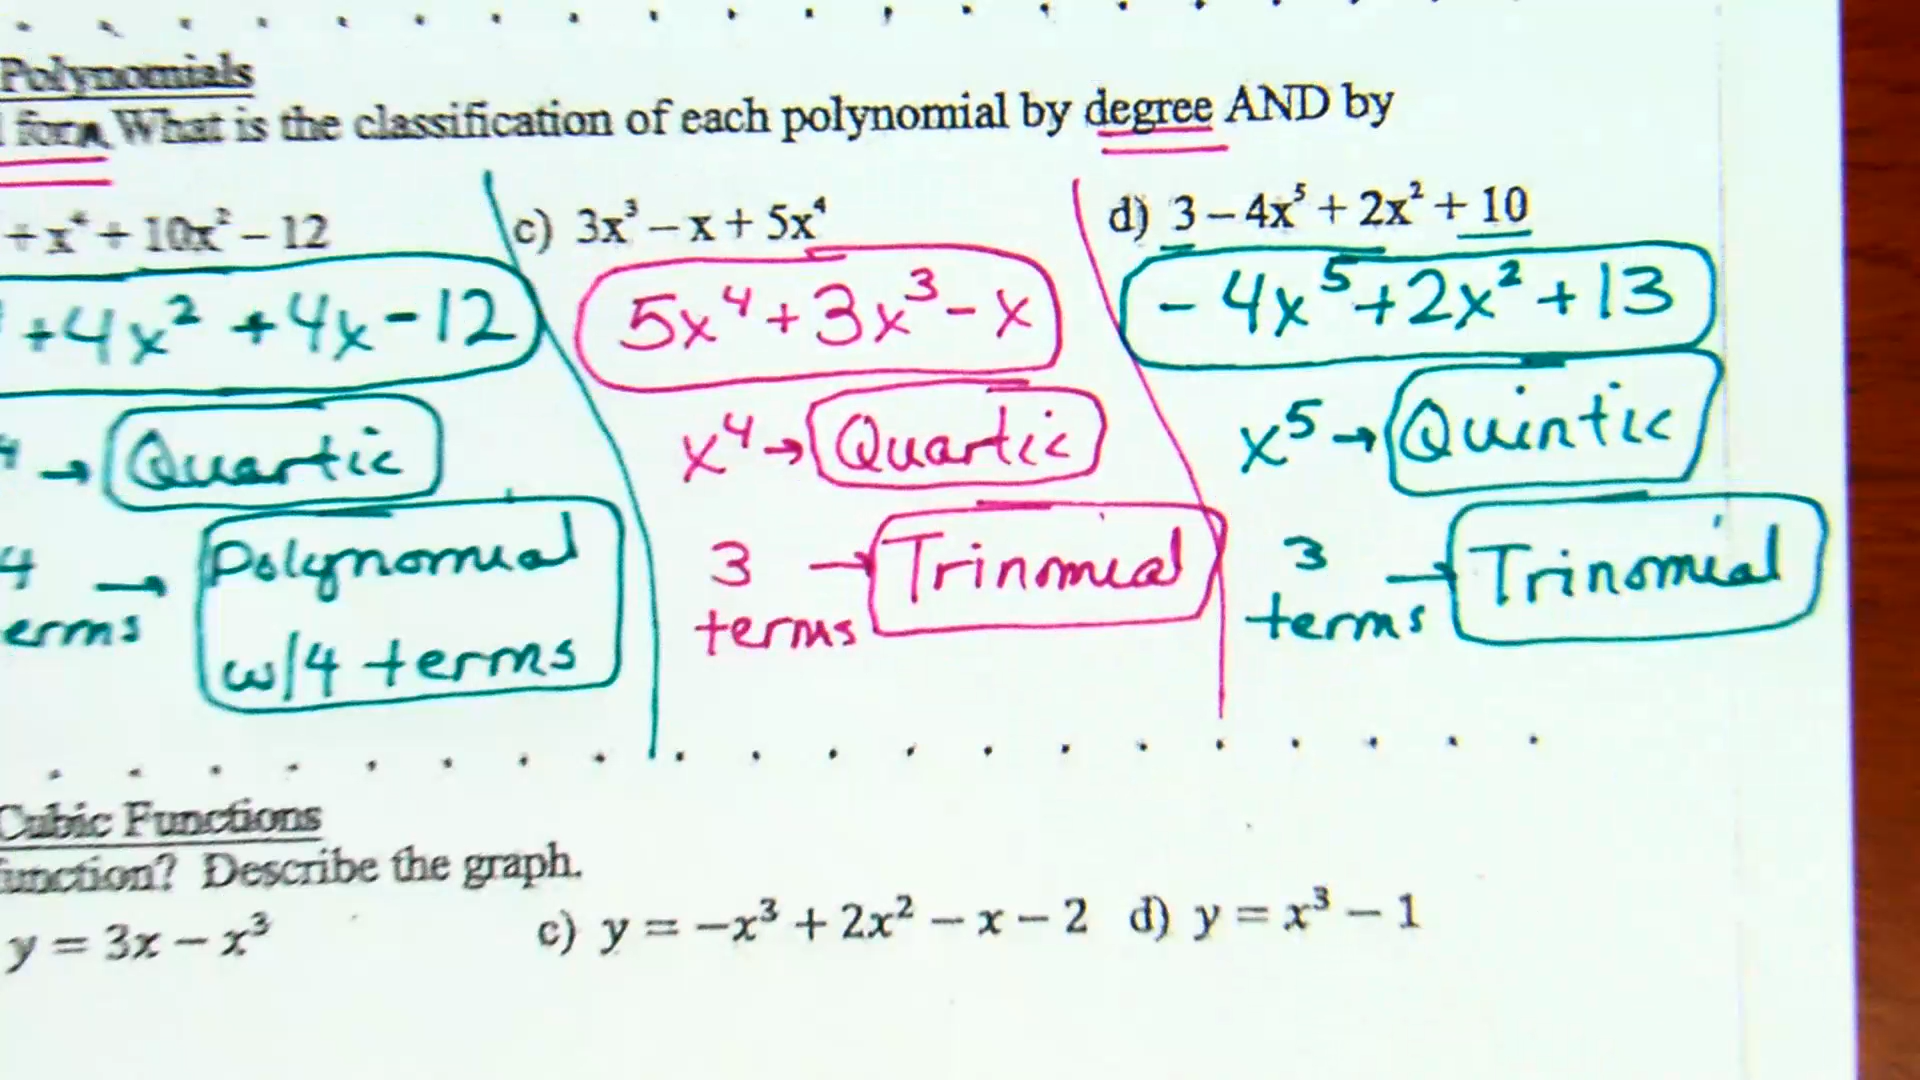 Polynomials
What is the classification of each polynomial by degree AND by
+ x⁴ + 10x² – 12
c) 3x³ – x + 5x⁴
d) 3 – 4x⁵ + 2x² + 10
+4x² +4x -12
5x⁴ + 3x³ - x
- 4x⁵ + 2x² + 13
4 → Quartic
x⁴ → Quartic
x⁵ → Quintic
4 erms → Polynomial w/4 terms
3 terms → Trinomial
3 terms → Trinomial
Cubic Functions
unction? Describe the graph.
y = 3x – x³
c) y = –x³ + 2x² – x – 2
d) y = x³ – 1